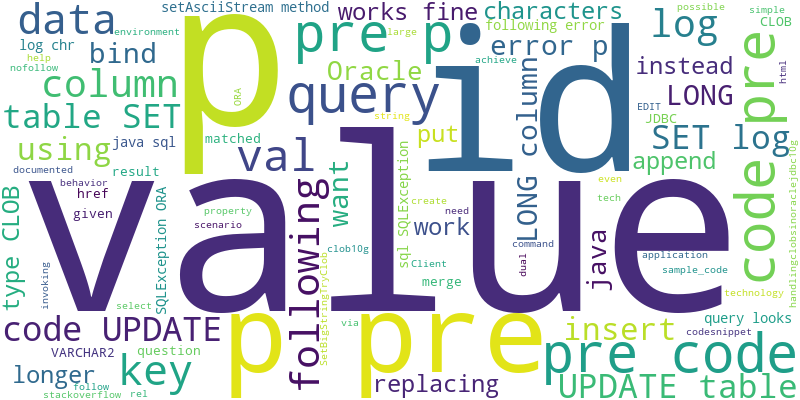 setAsciiStream method
data
environment
log chr
help
nofollow
bind
column
table SET
using
java sql
documented
result
type CLOB
behavior
href
given
invoking
SQLException ORA
code UPDATE
VARCHAR2
question
longer
follow
stackoverflow
rel
key
p
ORA
matched
val
property
scenario
select
value
p
pre
pre p
works fine
large
Oracle
query
string
following
want
SetBigStringTryClob
clob10g
via
replacing
sql SQLException
create
need
work
Client
merge
put
characters
following error
error p
id
achieve
LONG column
command
dual
java
insert
pre code
UPDATE table
possible
simple
log
CLOB
instead
html
LONG
EDIT
JDBC
SET log
append
even
tech
code pre
handlingclobsinoraclejdbc10g
application
sample_code
technology
query looks
codesnippet